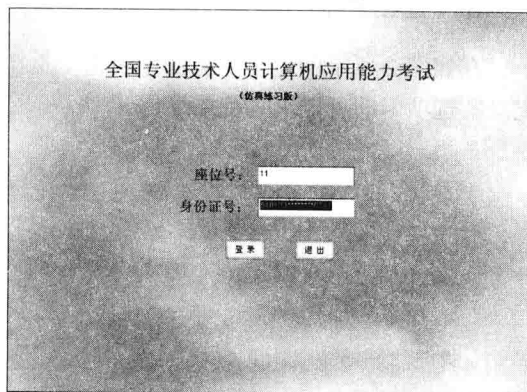 全国专业技术人员计算机应用能力考试
（仿真练习版）
座位号： 11
身份证号：
登录 退出